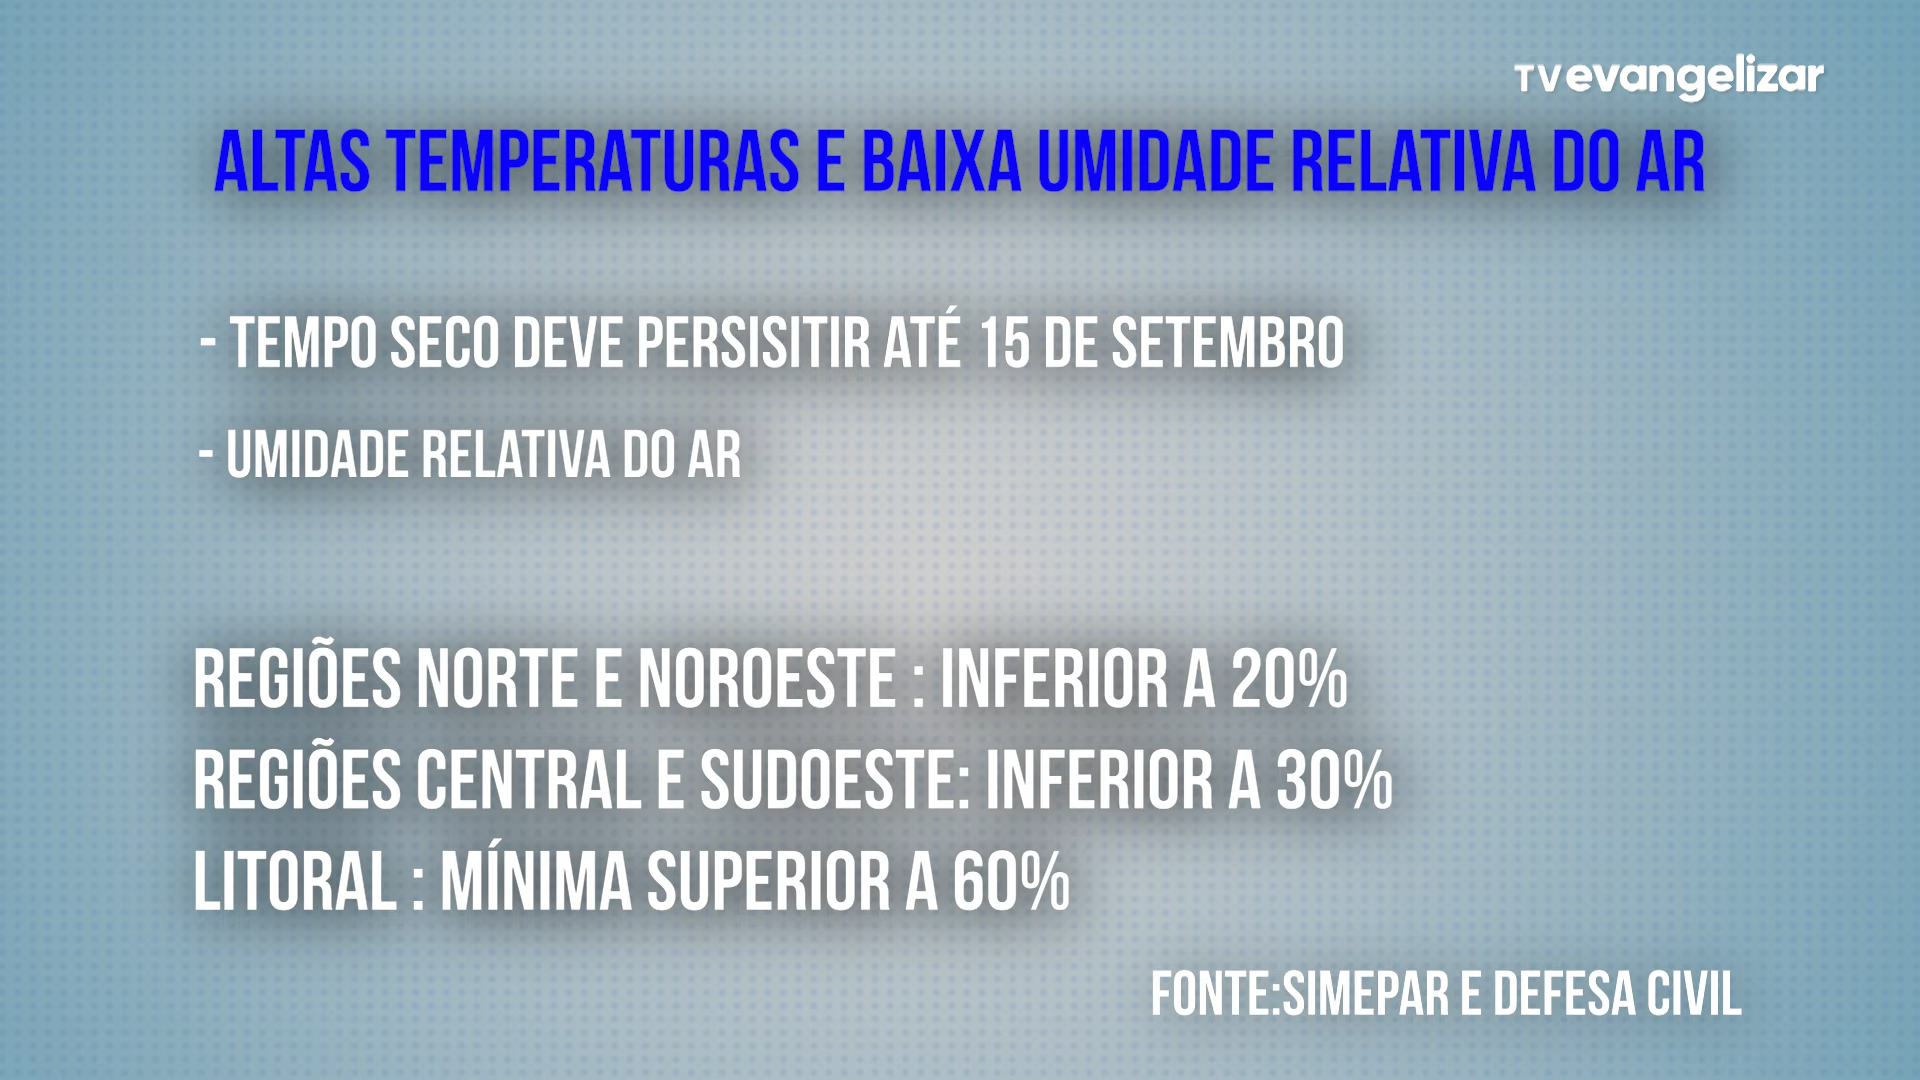 TVevangelizar
ALTAS TEMPERATURAS E BAIXA UMIDADE RELATIVA DO AR
- TEMPO SECO DEVE PERSISITIR ATÉ 15 DE SETEMBRO
- UMIDADE RELATIVA DO AR
REGIÕES NORTE E NOROESTE : INFERIOR A 20%
REGIÕES CENTRAL E SUDOESTE: INFERIOR A 30%
LITORAL : MÍNIMA SUPERIOR A 60%
FONTE:SIMEPAR E DEFESA CIVIL